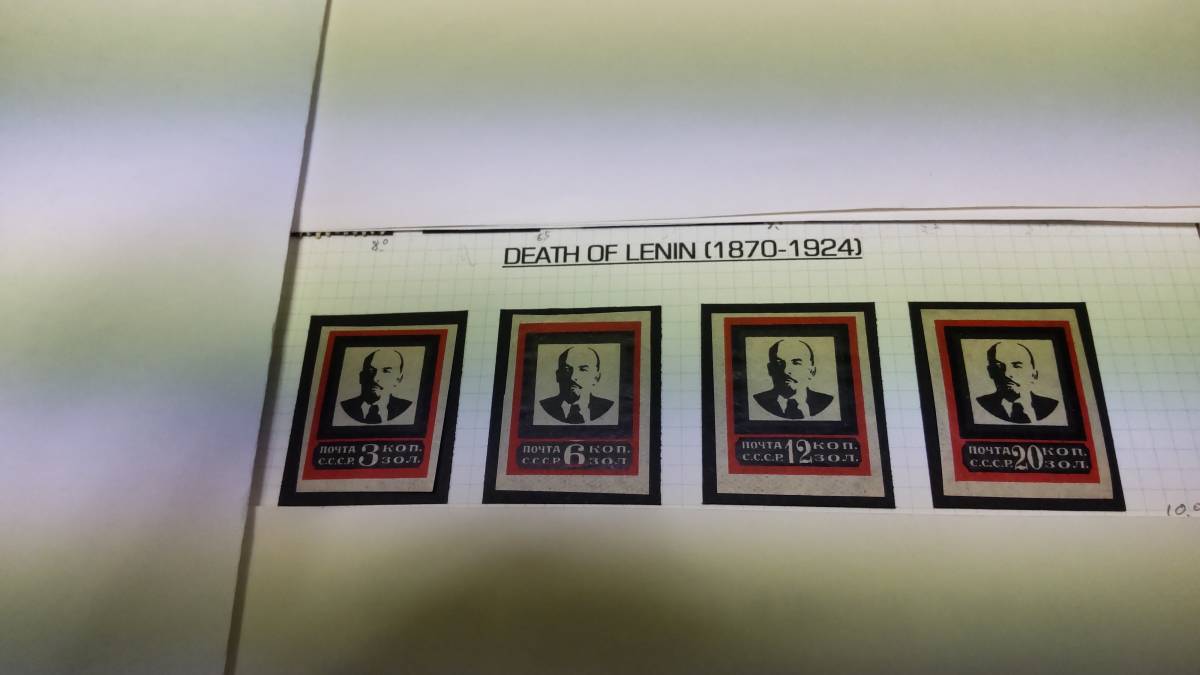 DEATH OF LENIN (1870-1924)
ПОЧТА 3 КОП.
С.С.С.Р. ЗОЛ.
ПОЧТА 6 КОП.
С.С.С.Р. ЗОЛ.
ПОЧТА 12 КОП.
С.С.С.Р. ЗОЛ.
ПОЧТА 20 КОП.
С.С.С.Р. ЗОЛ.